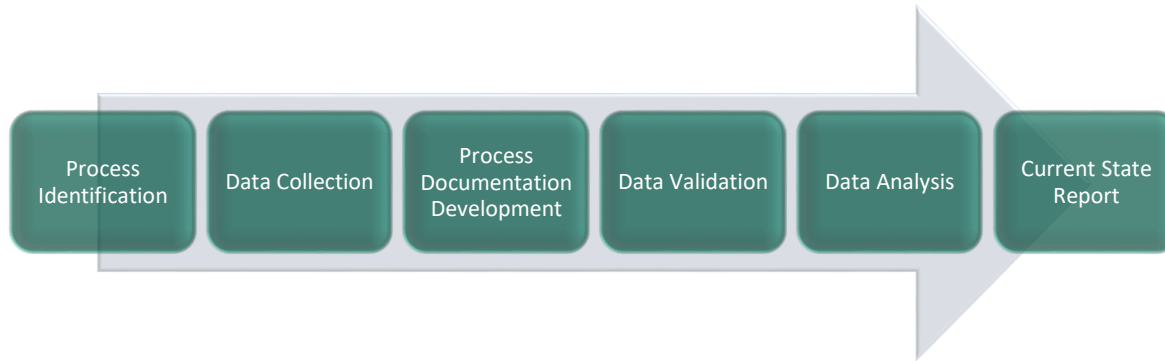 Process
Identification
Data Collection
Process
Documentation
Development
Data Validation
Data Analysis
Current State
Report